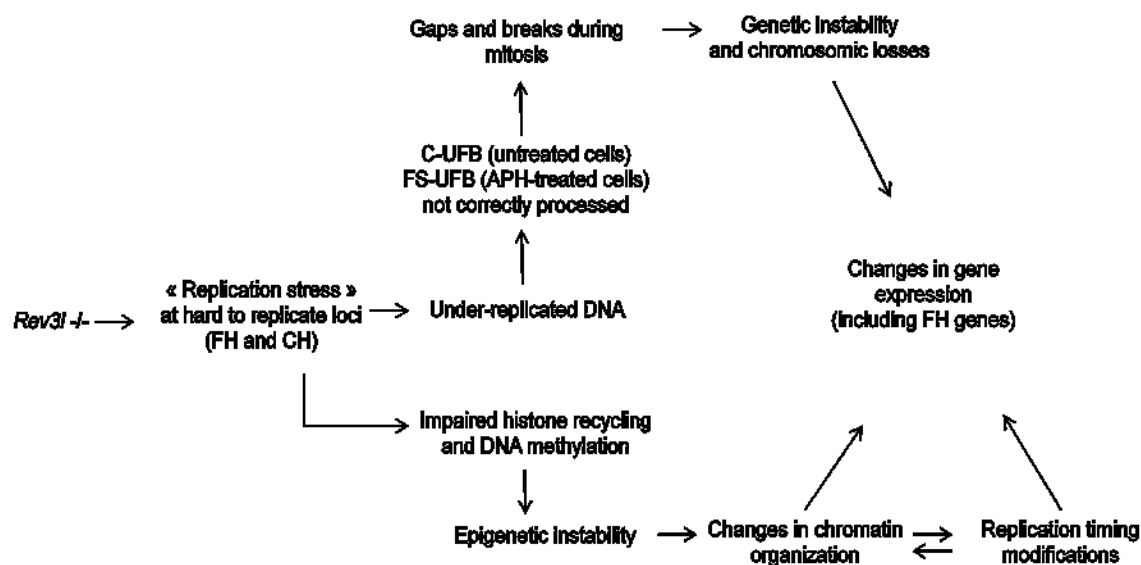 Gaps and breaks during
mitosis
Genetic instability
and chromosomic losses
C-UFB (untreated cells)
FS-UFB (APH-treated cells)
not correctly processed
Rev3l -/-
« Replication stress »
at hard to replicate loci
(FH and CH)
Under-replicated DNA
Changes in gene
expression
(including FH genes)
Impaired histone recycling
and DNA methylation
Epigenetic instability
Changes in chromatin
organization
Replication timing
modifications